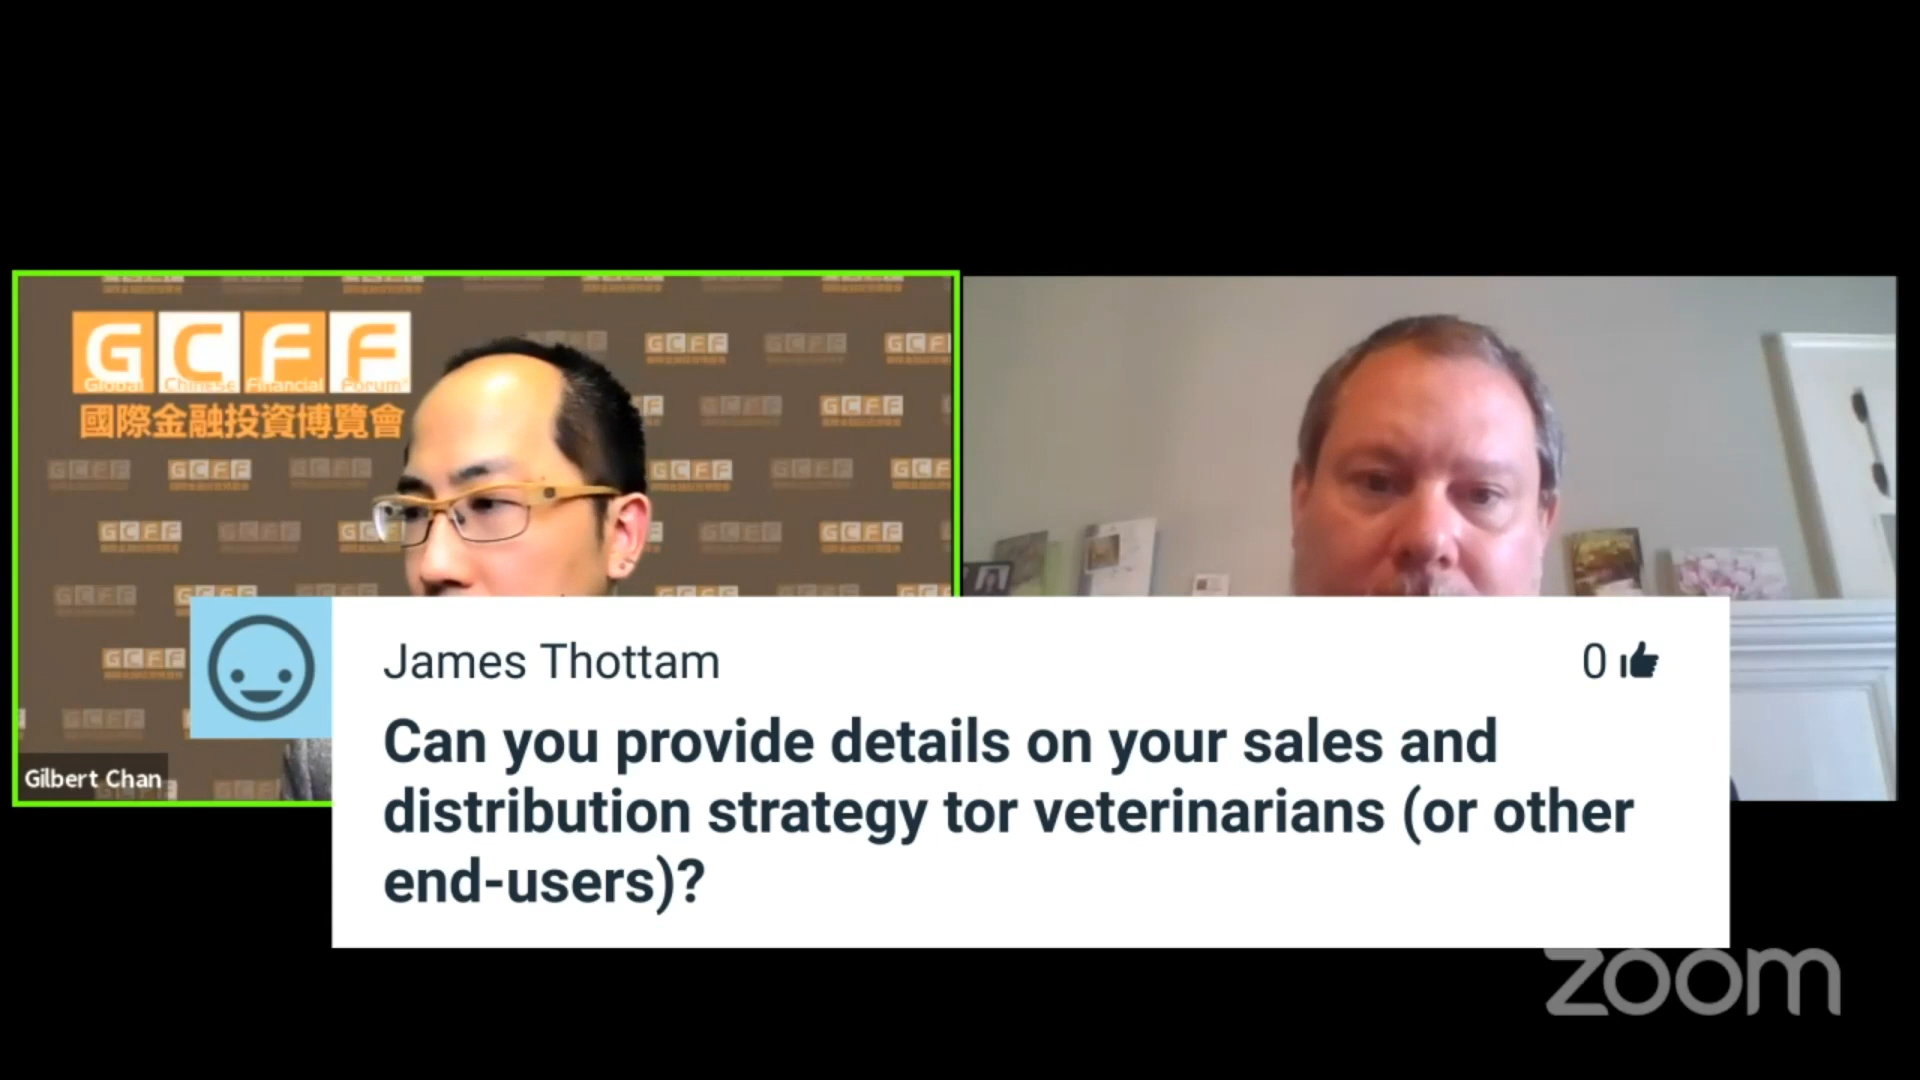 GCFF
Global Chinese Financial Forum
國際金融投資博覽會
Gilbert Chan
James Thottam
0
Can you provide details on your sales and
distribution strategy tor veterinarians (or other
end-users)?
zoom